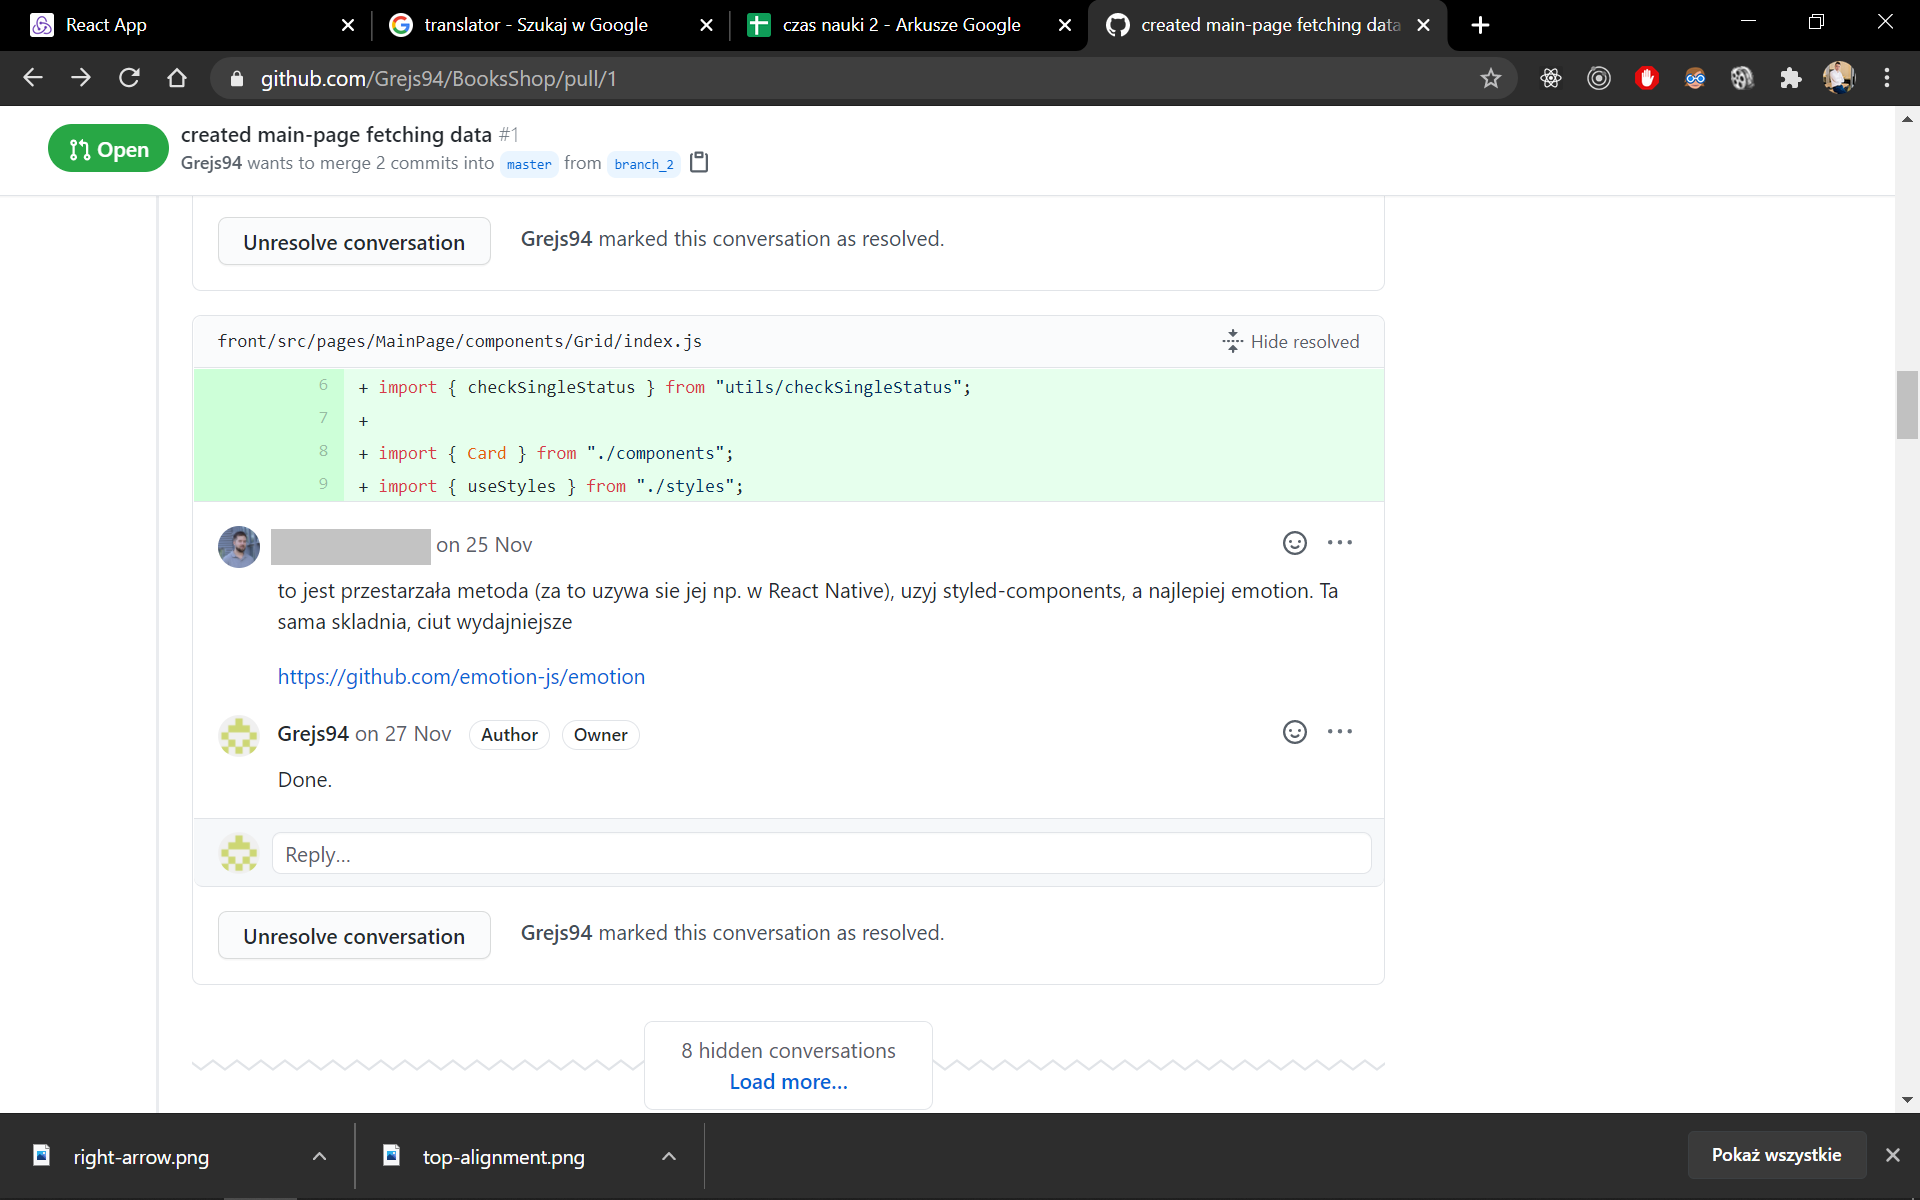 React App
translator - Szukaj w Google
czas nauki 2 - Arkusze Google
created main-page fetching data
github.com/Grejs94/BooksShop/pull/1
Open
created main-page fetching data #1
Grejs94 wants to merge 2 commits into master from branch_2
Unresolve conversation
Grejs94 marked this conversation as resolved.
front/src/pages/MainPage/components/Grid/index.js
Hide resolved
6 + import { checkSingleStatus } from "utils/checkSingleStatus";
7 +
8 + import { Card } from "./components";
9 + import { useStyles } from "./styles";
on 25 Nov
to jest przestarzała metoda (za to uzywa sie jej np. w React Native), uzyj styled-components, a najlepiej emotion. Ta
sama skladnia, ciut wydajniejsze
https://github.com/emotion-js/emotion
Grejs94 on 27 Nov Author Owner
Done.
Reply...
Unresolve conversation
Grejs94 marked this conversation as resolved.
8 hidden conversations
Load more...
right-arrow.png
top-alignment.png
Pokaż wszystkie